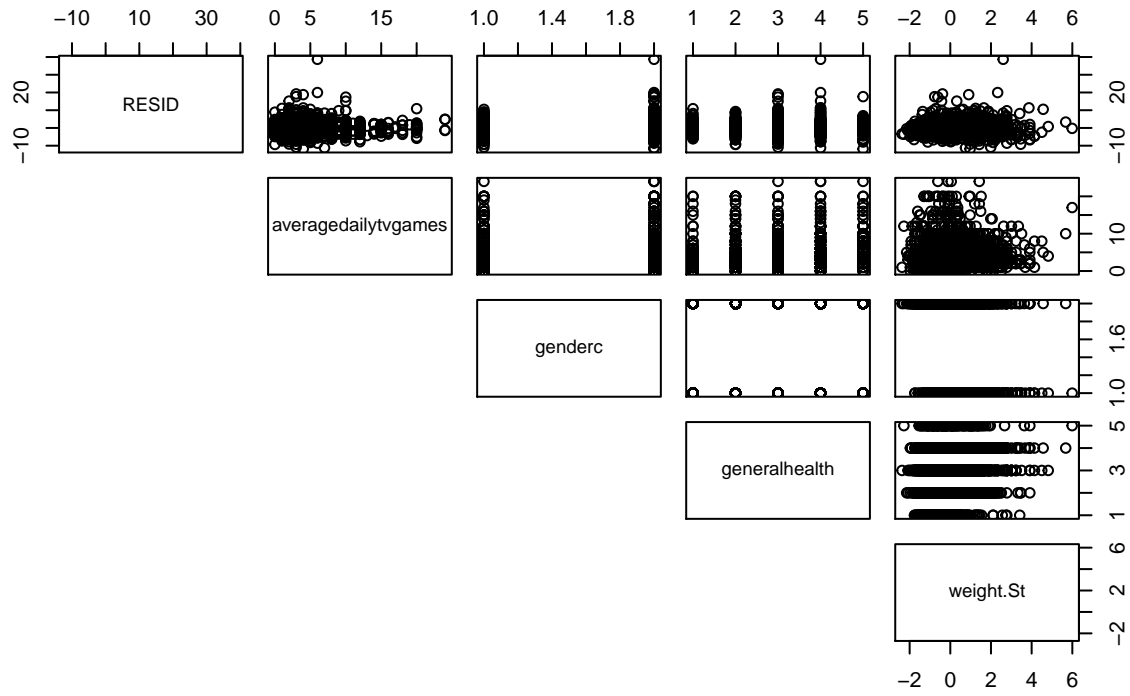 −10 10 30 0 5 15 1.0 1.4 1.8 1 2 3 4 5 −2 0 2 4 6
RESID
−10 20
−10 20
averagedailytvgames
0 10
genderc
1.0 1.6
generalhealth
1 3 5
weight.St
−2 2 6
−2 0 2 4 6